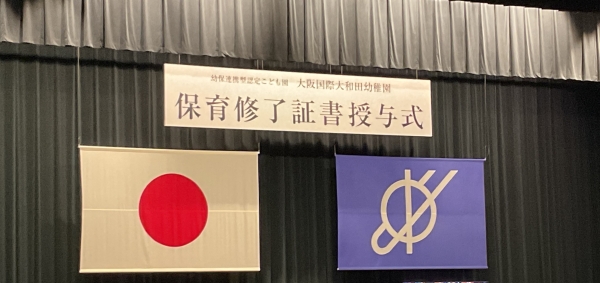 幼保連携型認定こども園 大阪国際大和田幼稚園
保育修了証書授与式